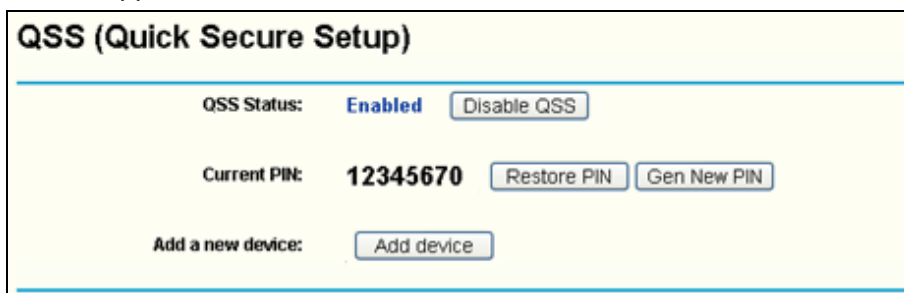 QSS (Quick Secure Setup)
QSS Status: Enabled Disable QSS
Current PIN: 12345670 Restore PIN Gen New PIN
Add a new device: Add device